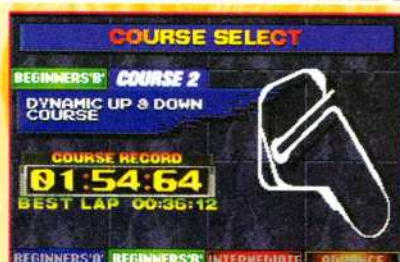 COURSE SELECT
BEGINNERS'B' COURSE 2
DYNAMIC UP & DOWN
COURSE
COURSE RECORD
01:54:64
BEST LAP 00:36:12
BEGINNERS'B' BEGINNERS'B' INTERMEDIATE ADVANCE